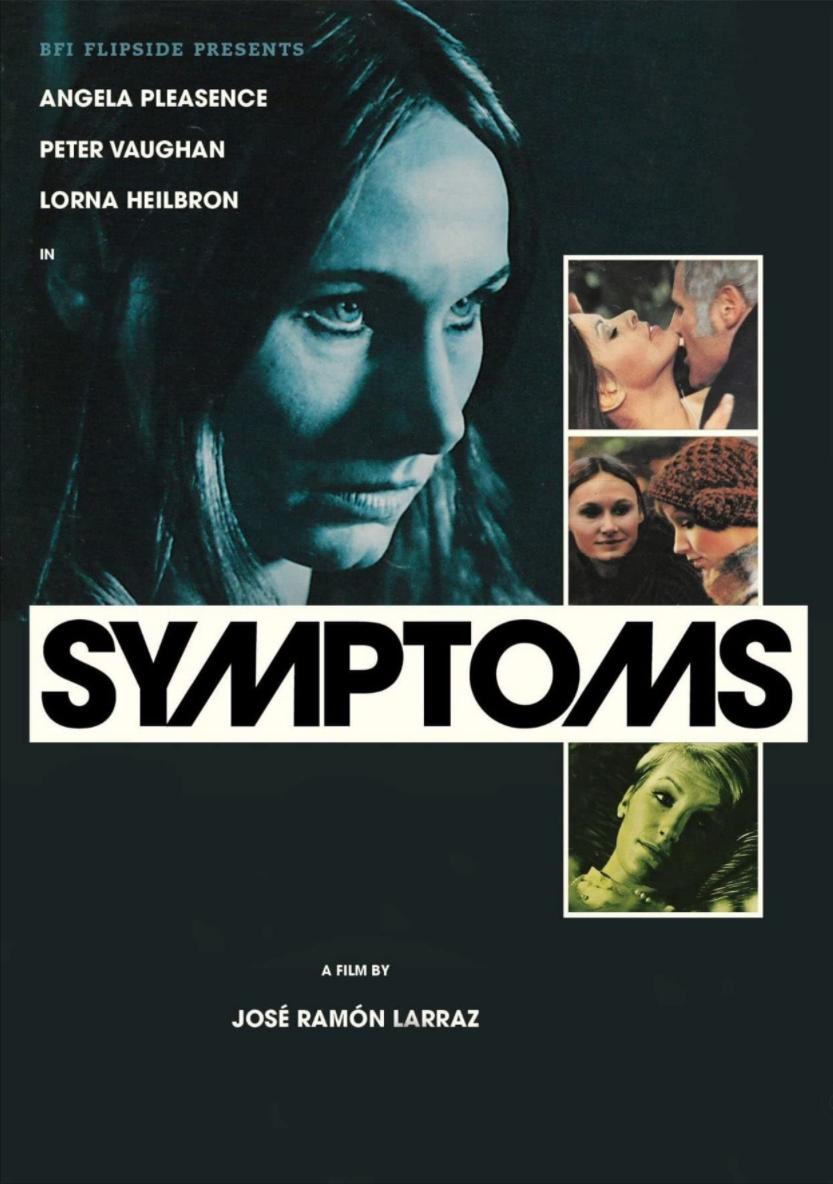 BFI FLIPSIDE PRESENTS
ANGELA PLEASENCE
PETER VAUGHAN
LORNA HEILBRON
IN
SYMPTOMS
A FILM BY
JOSÉ RAMÓN LARRAZ